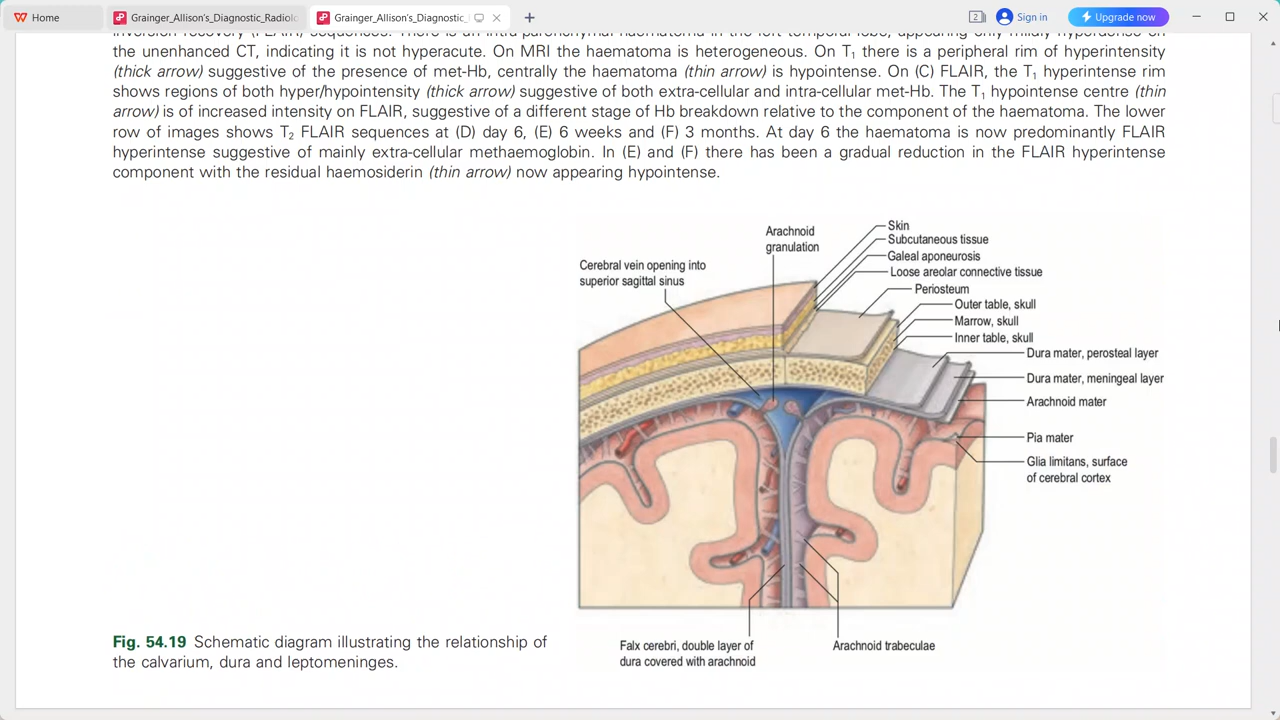 Home
Grainger_Allison's_Diagnostic_Radiolo
Grainger_Allison's_Diagnostic_
2
Sign in
Upgrade now
the unenhanced CT, indicating it is not hyperacute. On MRI the haematoma is heterogeneous. On T₁ there is a peripheral rim of hyperintensity
(thick arrow) suggestive of the presence of met-Hb, centrally the haematoma (thin arrow) is hypointense. On (C) FLAIR, the T₁ hyperintense rim
shows regions of both hyper/hypointensity (thick arrow) suggestive of both extra-cellular and intra-cellular met-Hb. The T₁ hypointense centre (thin
arrow) is of increased intensity on FLAIR, suggestive of a different stage of Hb breakdown relative to the component of the haematoma. The lower
row of images shows T₂ FLAIR sequences at (D) day 6, (E) 6 weeks and (F) 3 months. At day 6 the haematoma is now predominantly FLAIR
hyperintense suggestive of mainly extra-cellular methaemoglobin. In (E) and (F) there has been a gradual reduction in the FLAIR hyperintense
component with the residual haemosiderin (thin arrow) now appearing hypointense.
Cerebral vein opening into
superior sagittal sinus
Arachnoid
granulation
Skin
Subcutaneous tissue
Galeal aponeurosis
Loose areolar connective tissue
Periosteum
Outer table, skull
Marrow, skull
Inner table, skull
Dura mater, perosteal layer
Dura mater, meningeal layer
Arachnoid mater
Pia mater
Glia limitans, surface
of cerebral cortex
Falx cerebri, double layer of
dura covered with arachnoid
Arachnoid trabeculae
Fig. 54.19 Schematic diagram illustrating the relationship of
the calvarium, dura and leptomeninges.